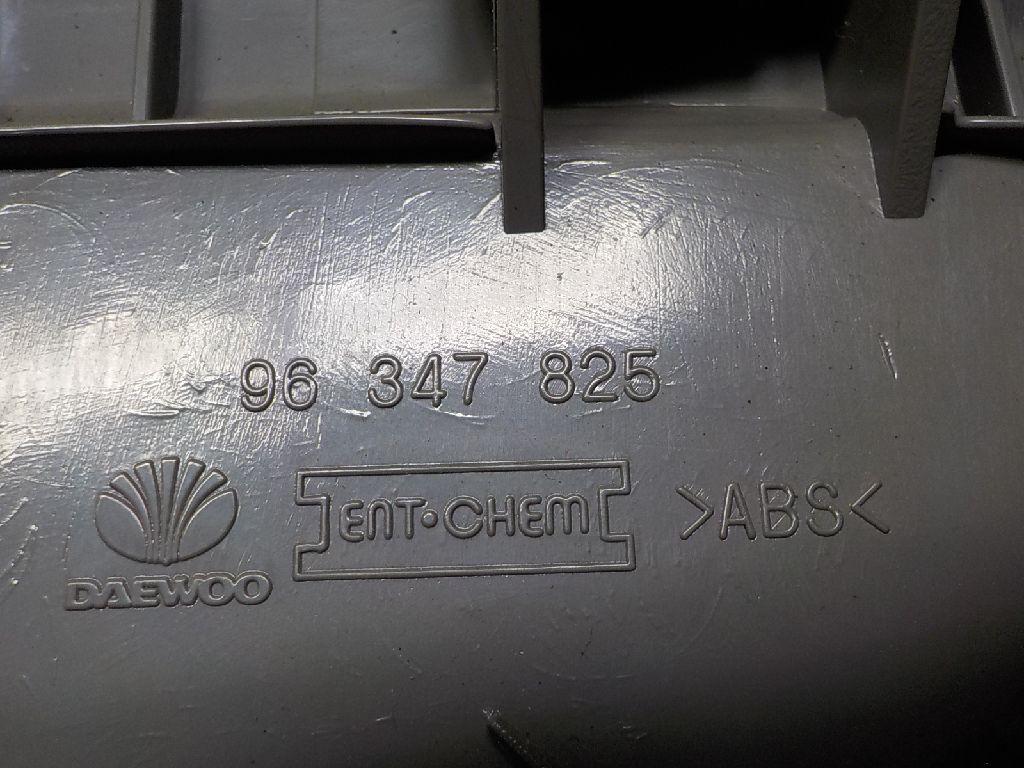 96 347 825
DAEWOO
ENT·CHEM
>ABS<